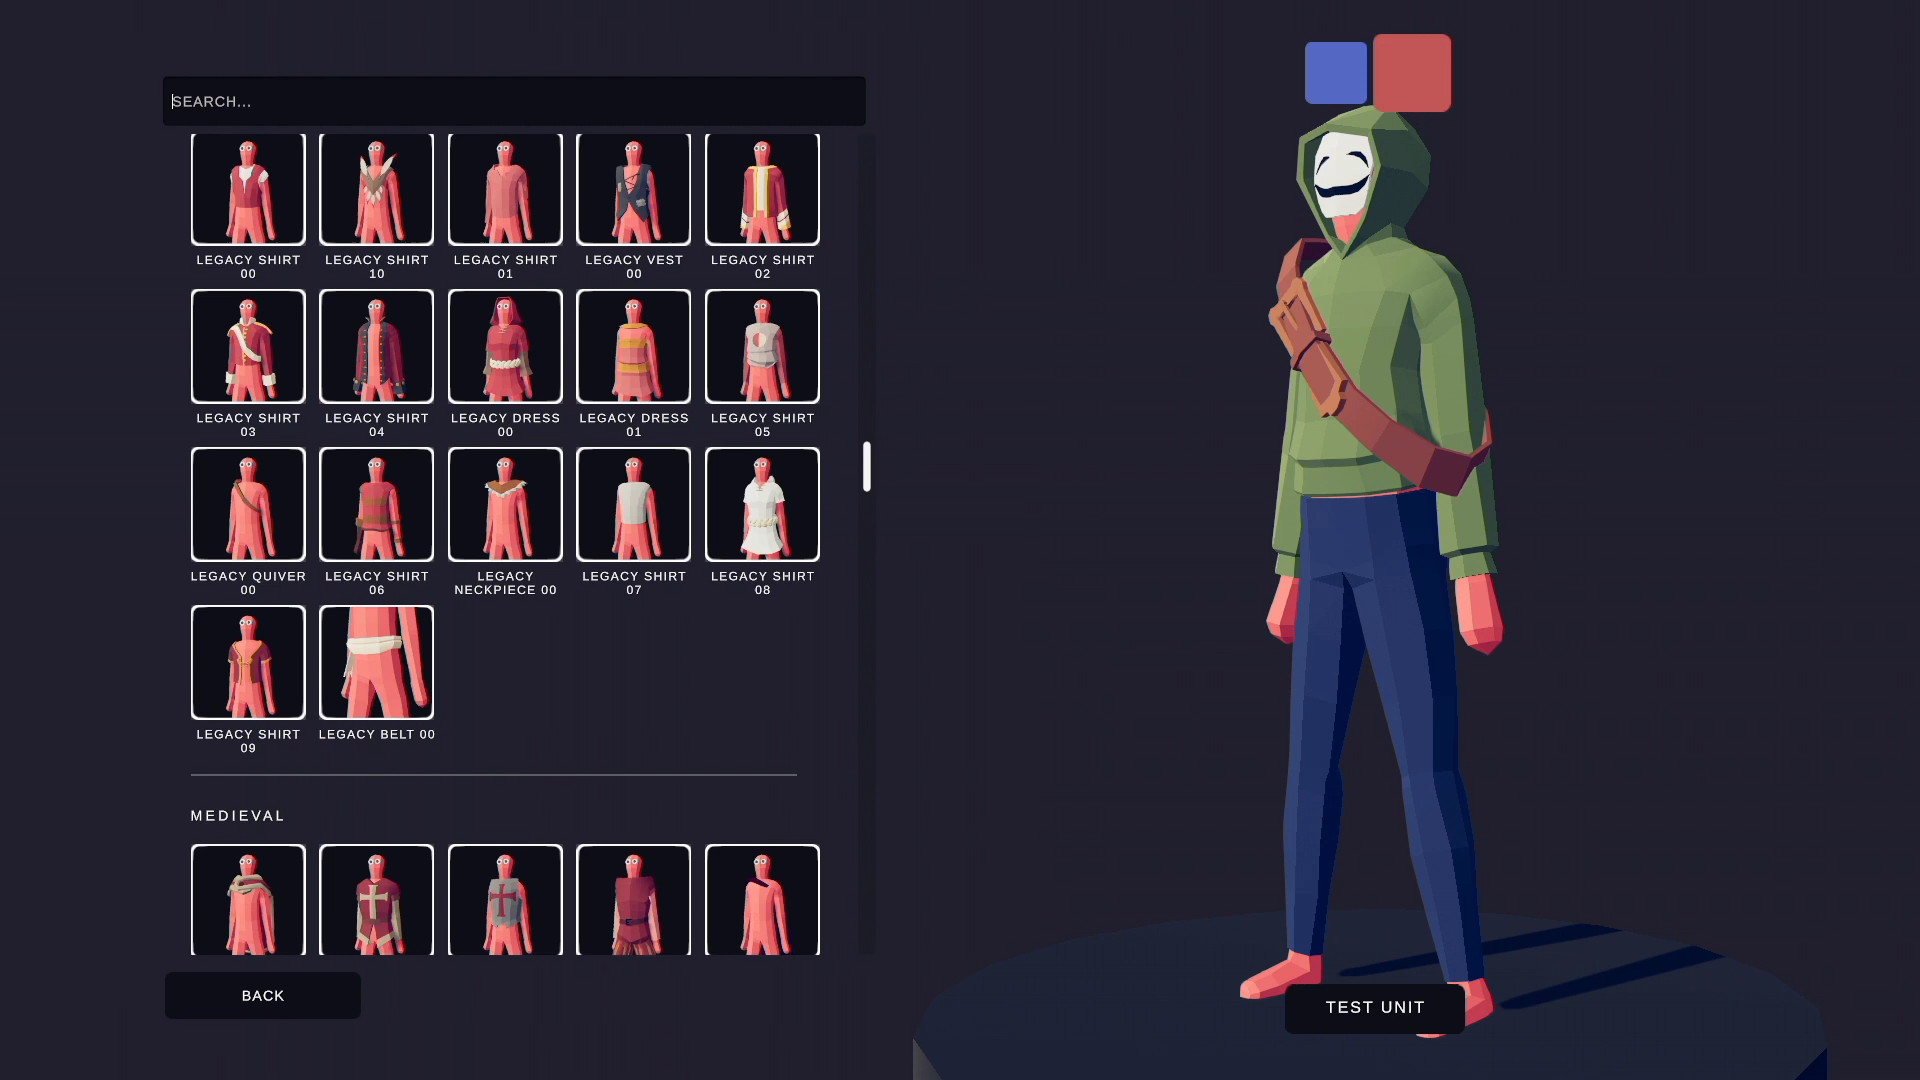 SEARCH...
LEGACY SHIRT
00
LEGACY SHIRT
10
LEGACY SHIRT
01
LEGACY VEST
00
LEGACY SHIRT
02
LEGACY SHIRT
03
LEGACY SHIRT
04
LEGACY DRESS
00
LEGACY DRESS
01
LEGACY SHIRT
05
LEGACY QUIVER
00
LEGACY SHIRT
06
LEGACY
NECKPIECE 00
LEGACY SHIRT
07
LEGACY SHIRT
08
LEGACY SHIRT
09
LEGACY BELT 00
MEDIEVAL
BACK
TEST UNIT